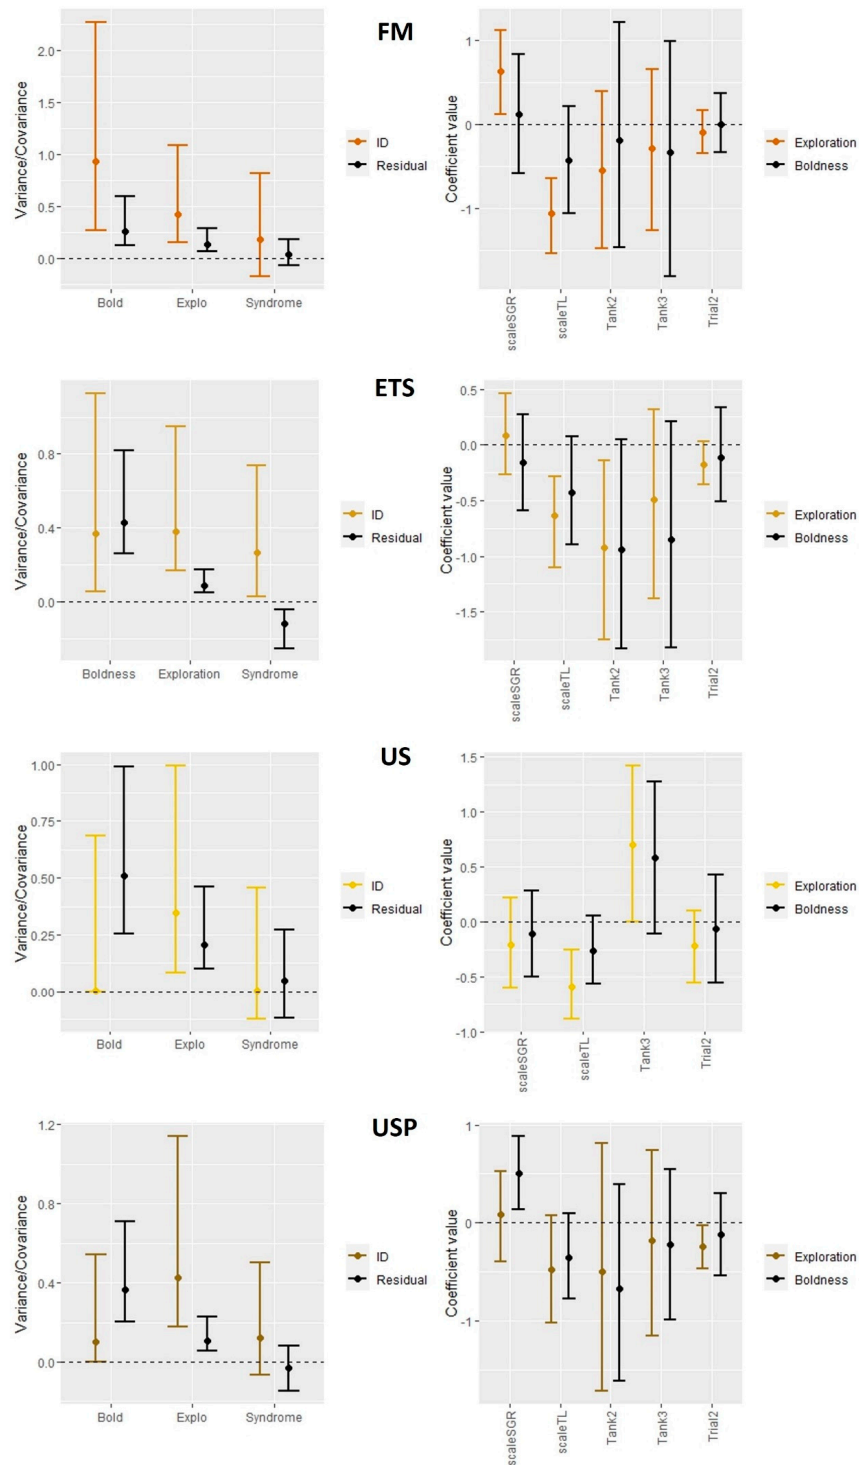 FM
Variance/Covariance
2.0
1.5
1.0
0.5
0.0
Bold Explo Syndrome
ID
Residual
Coefficient value
1
0
-1
scaleSGR scaleTL Tank2 Tank3 Trial2
Exploration
Boldness
ETS
Vairance/Covariance
0.8
0.4
0.0
Boldness Exploration Syndrome
ID
Residual
Coefficient value
0.5
0.0
-0.5
-1.0
-1.5
scaleSGR scaleTL Tank2 Tank3 Trial2
Exploration
Boldness
US
Variance/Covariance
1.00
0.75
0.50
0.25
0.00
Bold Explo Syndrome
ID
Residual
Coefficient value
1.5
1.0
0.5
0.0
-0.5
-1.0
scaleSGR scaleTL Tank3 Trial2
Exploration
Boldness
USP
Variance/Covariance
1.2
0.8
0.4
0.0
Bold Explo Syndrome
ID
Residual
Coefficient value
1
0
-1
scaleSGR scaleTL Tank2 Tank3 Trial2
Exploration
Boldness